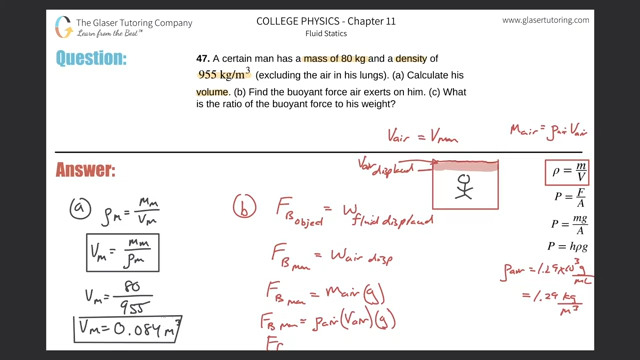 The Glaser Tutoring Company
Learn from the Best!
COLLEGE PHYSICS - Chapter 11
Fluid Statics
www.glasertutoring.com
Question:
47. A certain man has a mass of 80 kg and a density of
955 kg/m³ (excluding the air in his lungs). (a) Calculate his
volume. (b) Find the buoyant force air exerts on him. (c) What
is the ratio of the buoyant force to his weight?
Vair = Vman
Mair = ρair Vair
Vair displaced
Answer:
ρ = m/V
P = F/A
P = mg/A
P = hρg
ρair = 1.29 x 10⁻³ g/mL
= 1.29 kg/m³
(a) ρm = Mm/Vm
Vm = Mm/ρm
Vm = 80/955
Vm = 0.084 m³
(b) FB object = W fluid displaced
FB man = W air disp
FB man = Mair (g)
FB man = ρair (Vair)(g)